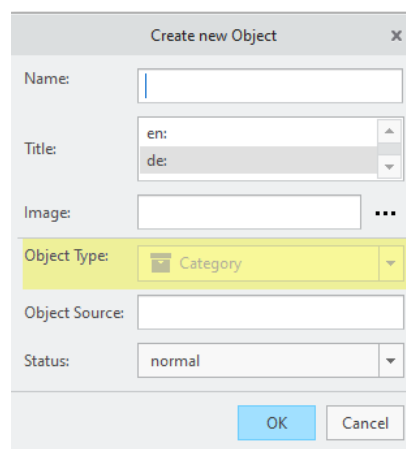 Create new Object
Name:
Title:
en:
de:
Image:
Object Type:
Category
Object Source:
Status:
normal
OK
Cancel